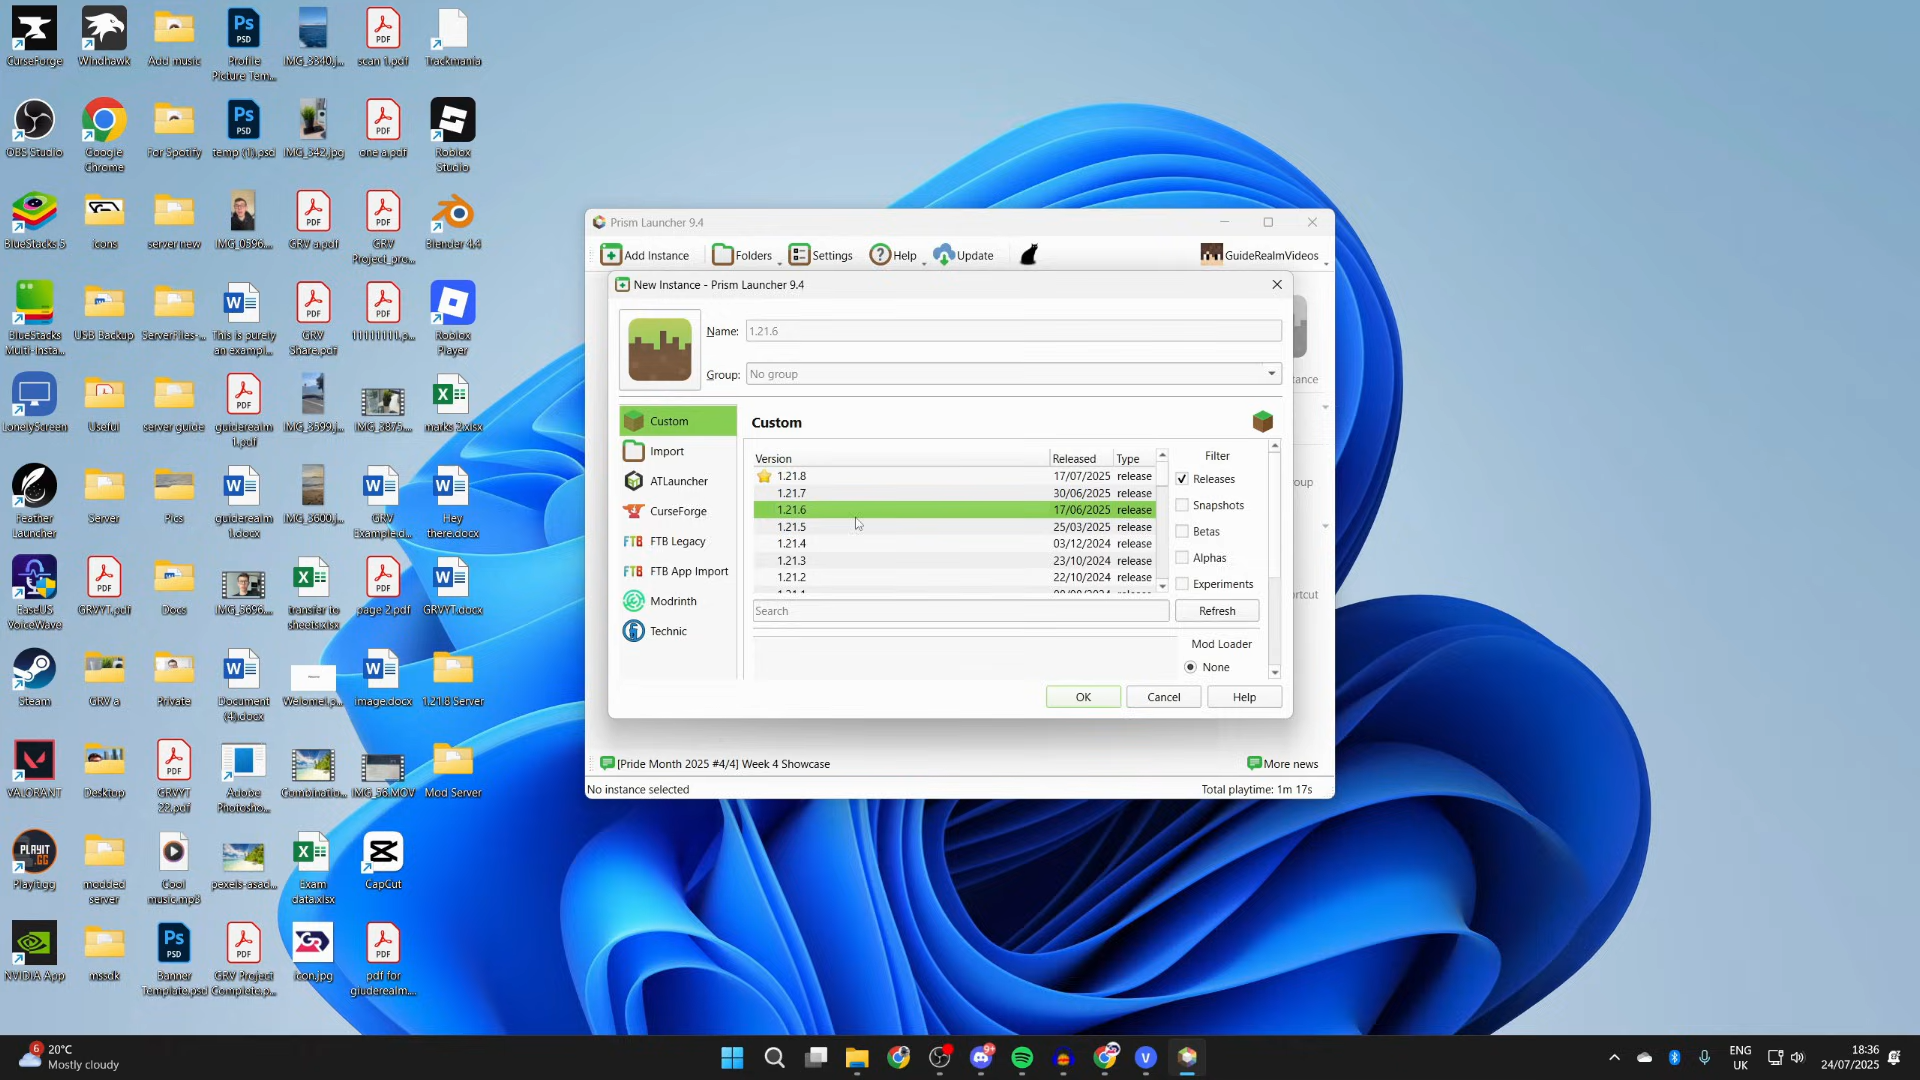 CurseForge
Windhawk
Add music
Profile
Picture Tem...
IMG_3340.j...
scan 1.pdf
Trackmania
OBS Studio
Google
Chrome
For Spotify
temp (1).psd
IMG_342.jpg
one a.pdf
Roblox
Studio
BlueStacks 5
icons
server new
IMG_0596...
GRV a.pdf
GRV
Project_pro...
Blender 4.4
BlueStacks
Multi-Insta...
USB Backup
ServerFiles-...
This is purely
an exampl...
GRV
Share.pdf
11111111.p...
Roblox
Player
LonelyScreen
Useful
server guide
guiderealm
1.pdf
IMG_3599.j...
IMG_3875...
marks 2.xlsx
Feather
Launcher
Server
Pics
guiderealm
1.docx
IMG_3600.j...
GRV
Example.d...
Hey
there.docx
EaseUS
VoiceWave
GRVYT.pdf
Docs
IMG_3696...
transfer to
sheets.xlsx
page 2.pdf
GRVYT.docx
Steam
GRV a
Private
Document
(4).docx
Welome!.p...
image.docx
1.21.8 Server
VALORANT
Desktop
GRVYT
22.pdf
Adobe
Photosho...
Combinatio...
IMG_56.MOV
Mod Server
PLAYIT
.GG
Playit.gg
modded
server
Cool
music.mp3
pexels-asad...
Exam
data.xlsx
CapCut
NVIDIA App
mssdk
Banner
Template.psd
GRV Project
Complete.p...
icon.jpg
pdf for
giuderealm...
Prism Launcher 9.4
Add Instance
Folders
Settings
Help
Update
GuideRealmVideos
New Instance - Prism Launcher 9.4
Name:
1.21.6
Group:
No group
Custom
Import
ATLauncher
CurseForge
FTB Legacy
FTB App Import
Modrinth
Technic
Custom
Version Released Type
1.21.8 17/07/2025 release
1.21.7 30/06/2025 release
1.21.6 17/06/2025 release
1.21.5 25/03/2025 release
1.21.4 03/12/2024 release
1.21.3 23/10/2024 release
1.21.2 22/10/2024 release
Filter
Releases
Snapshots
Betas
Alphas
Experiments
Search
Refresh
Mod Loader
None
OK
Cancel
Help
[Pride Month 2025 #4/4] Week 4 Showcase
More news
No instance selected
Total playtime: 1m 17s
6
20°C
Mostly cloudy
ENG
UK
18:36
24/07/2025